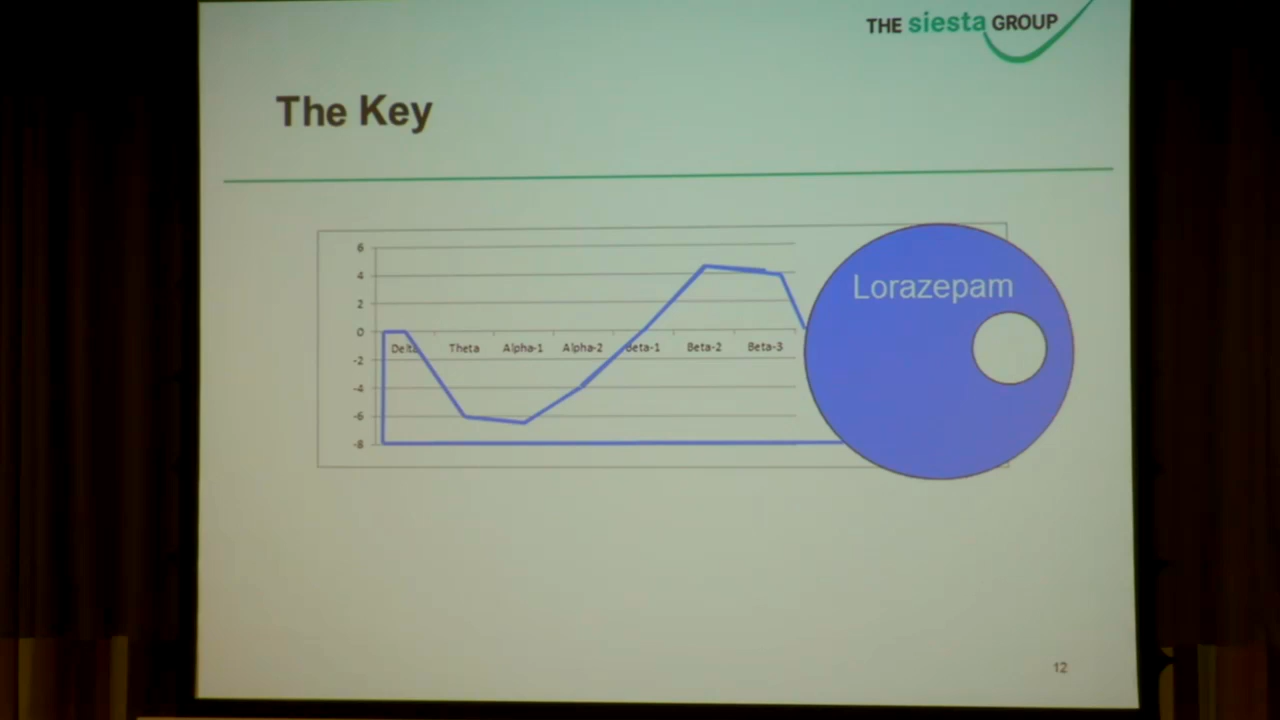 THE siesta GROUP
The Key
6
4
2
0
-2
-4
-6
-8
Delta Theta Alpha-1 Alpha-2 Beta-1 Beta-2 Beta-3
Lorazepam
12